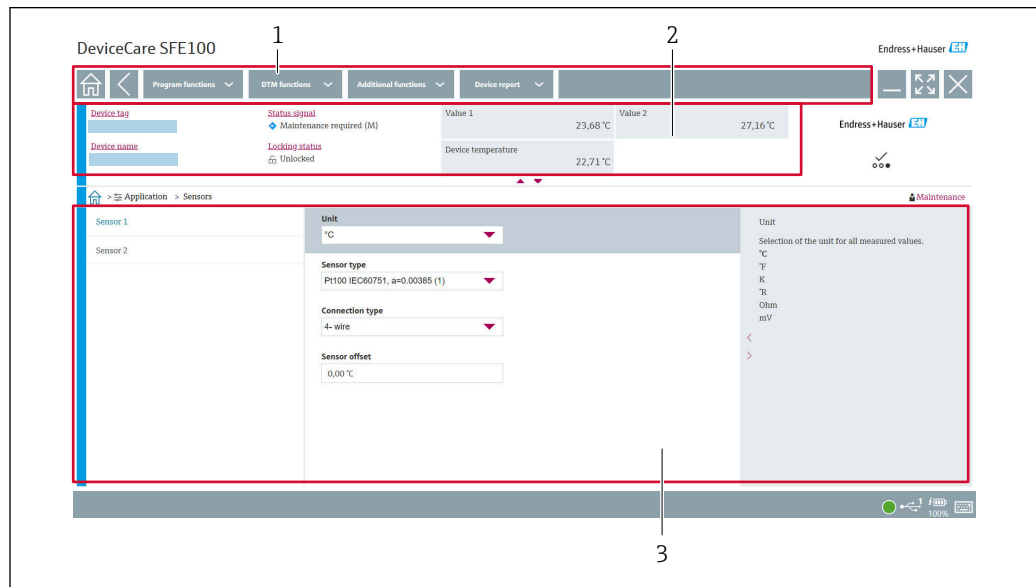 1
2
DeviceCare SFE100
Endress+Hauser EH
Program functions
DTM functions
Additional functions
Device report
Device tag
Status signal
Maintenance required (M)
Value 1
23,68 °C
Value 2
27,16 °C
Endress+Hauser EH
Device name
Locking status
Unlocked
Device temperature
22,71 °C
> Application > Sensors
Maintenance
Sensor 1
Sensor 2
Unit
°C
Sensor type
Pt100 IEC60751, a=0.00385 (1)
Connection type
4- wire
Sensor offset
0,00 °C
Unit
Selection of the unit for all measured values.
°C
°F
K
°R
Ohm
mV
<
>
1
100%
3